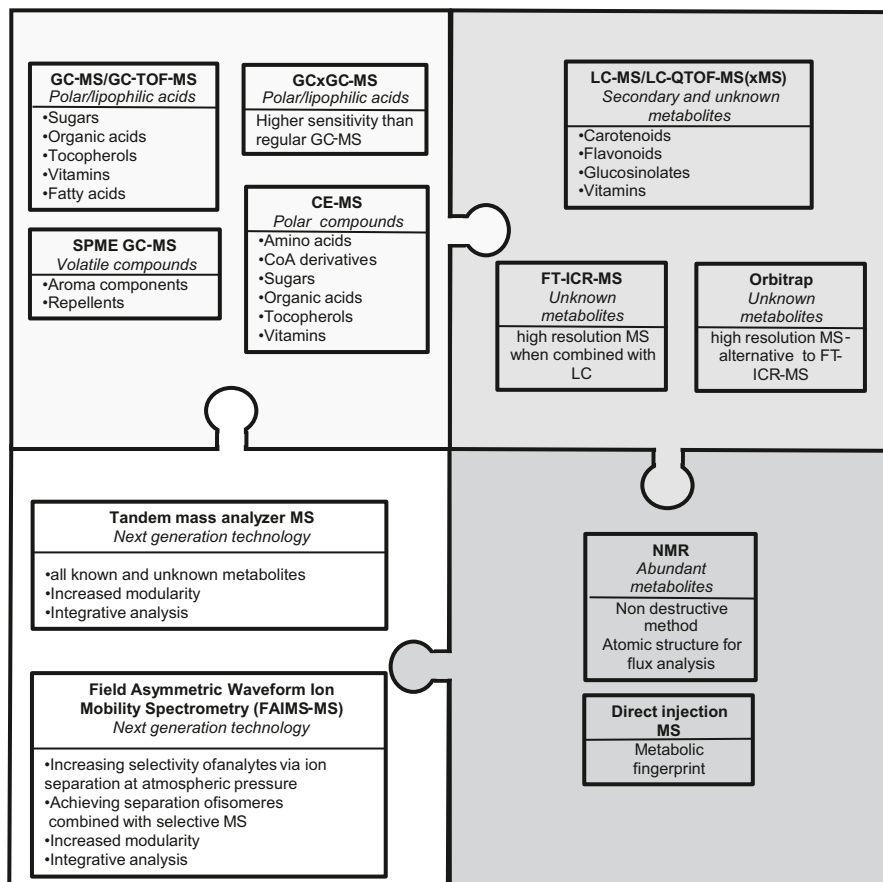 GC-MS/GC-TOF-MS
Polar/lipophilic acids
•Sugars
•Organic acids
•Tocopherols
•Vitamins
•Fatty acids
GCxGC-MS
Polar/lipophilic acids
Higher sensitivity than
regular GC-MS
SPME GC-MS
Volatile compounds
•Aroma components
•Repellents
CE-MS
Polar compounds
•Amino acids
•CoA derivatives
•Sugars
•Organic acids
•Tocopherols
•Vitamins
LC-MS/LC-QTOF-MS(xMS)
Secondary and unknown
metabolites
•Carotenoids
•Flavonoids
•Glucosinolates
•Vitamins
FT-ICR-MS
Unknown
metabolites
high resolution MS
when combined with
LC
Orbitrap
Unknown
metabolites
high resolution MS-
alternative to FT-
ICR-MS
Tandem mass analyzer MS
Next generation technology
•all known and unknown metabolites
•Increased modularity
•Integrative analysis
Field Asymmetric Waveform Ion
Mobility Spectrometry (FAIMS-MS)
Next generation technology
•Increasing selectivity ofanalytes via ion
separation at atmospheric pressure
•Achieving separation ofisomeres
combined with selective MS
•Increased modularity
•Integrative analysis
NMR
Abundant
metabolites
Non destructive
method
Atomic structure for
flux analysis
Direct injection
MS
Metabolic
fingerprint